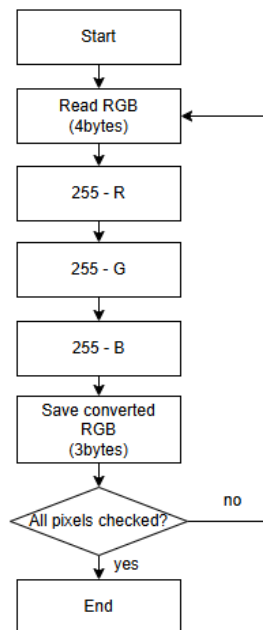 Start
Read RGB
(4bytes)
255 - R
255 - G
255 - B
Save converted
RGB
(3bytes)
All pixels checked?
no
yes
End